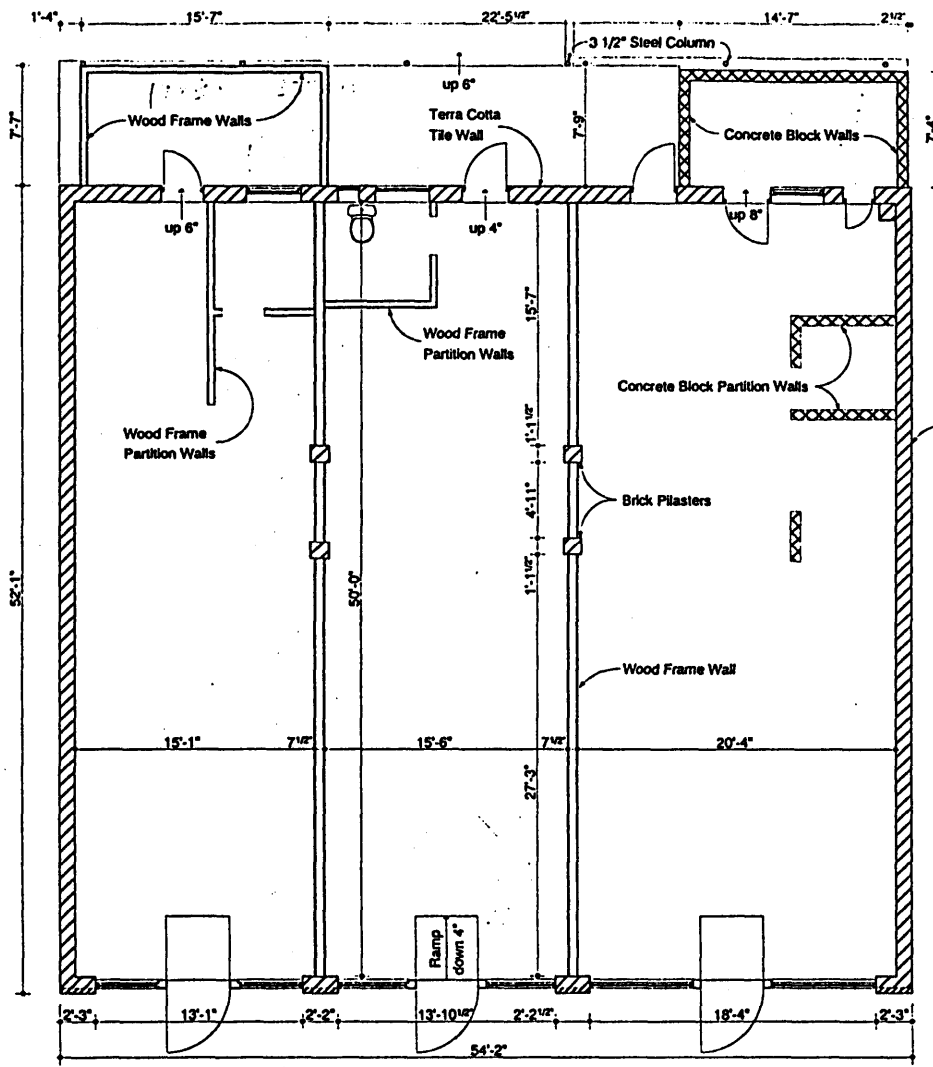 1'-4"
15'-7"
22'-5 1/2"
14'-7"
2 1/2"
3 1/2" Steel Column
up 6"
Wood Frame Walls
Terra Cotta
Tile Wall
Concrete Block Walls
7'-7"
7'-9"
7'-4"
up 6"
up 4"
up 8"
15'-7"
Wood Frame
Partition Walls
Concrete Block Partition Walls
Wood Frame
Partition Walls
1'-1 1/2"
4'-11"
Brick Pilasters
1'-1 1/2"
52'-1"
50'-0"
Wood Frame Wall
15'-1"
7 1/2"
15'-6"
7 1/2"
20'-4"
27'-3"
Ramp
down 4"
2'-3"
13'-1"
2'-2"
13'-10 1/2"
2'-2 1/2"
18'-4"
2'-3"
54'-2"